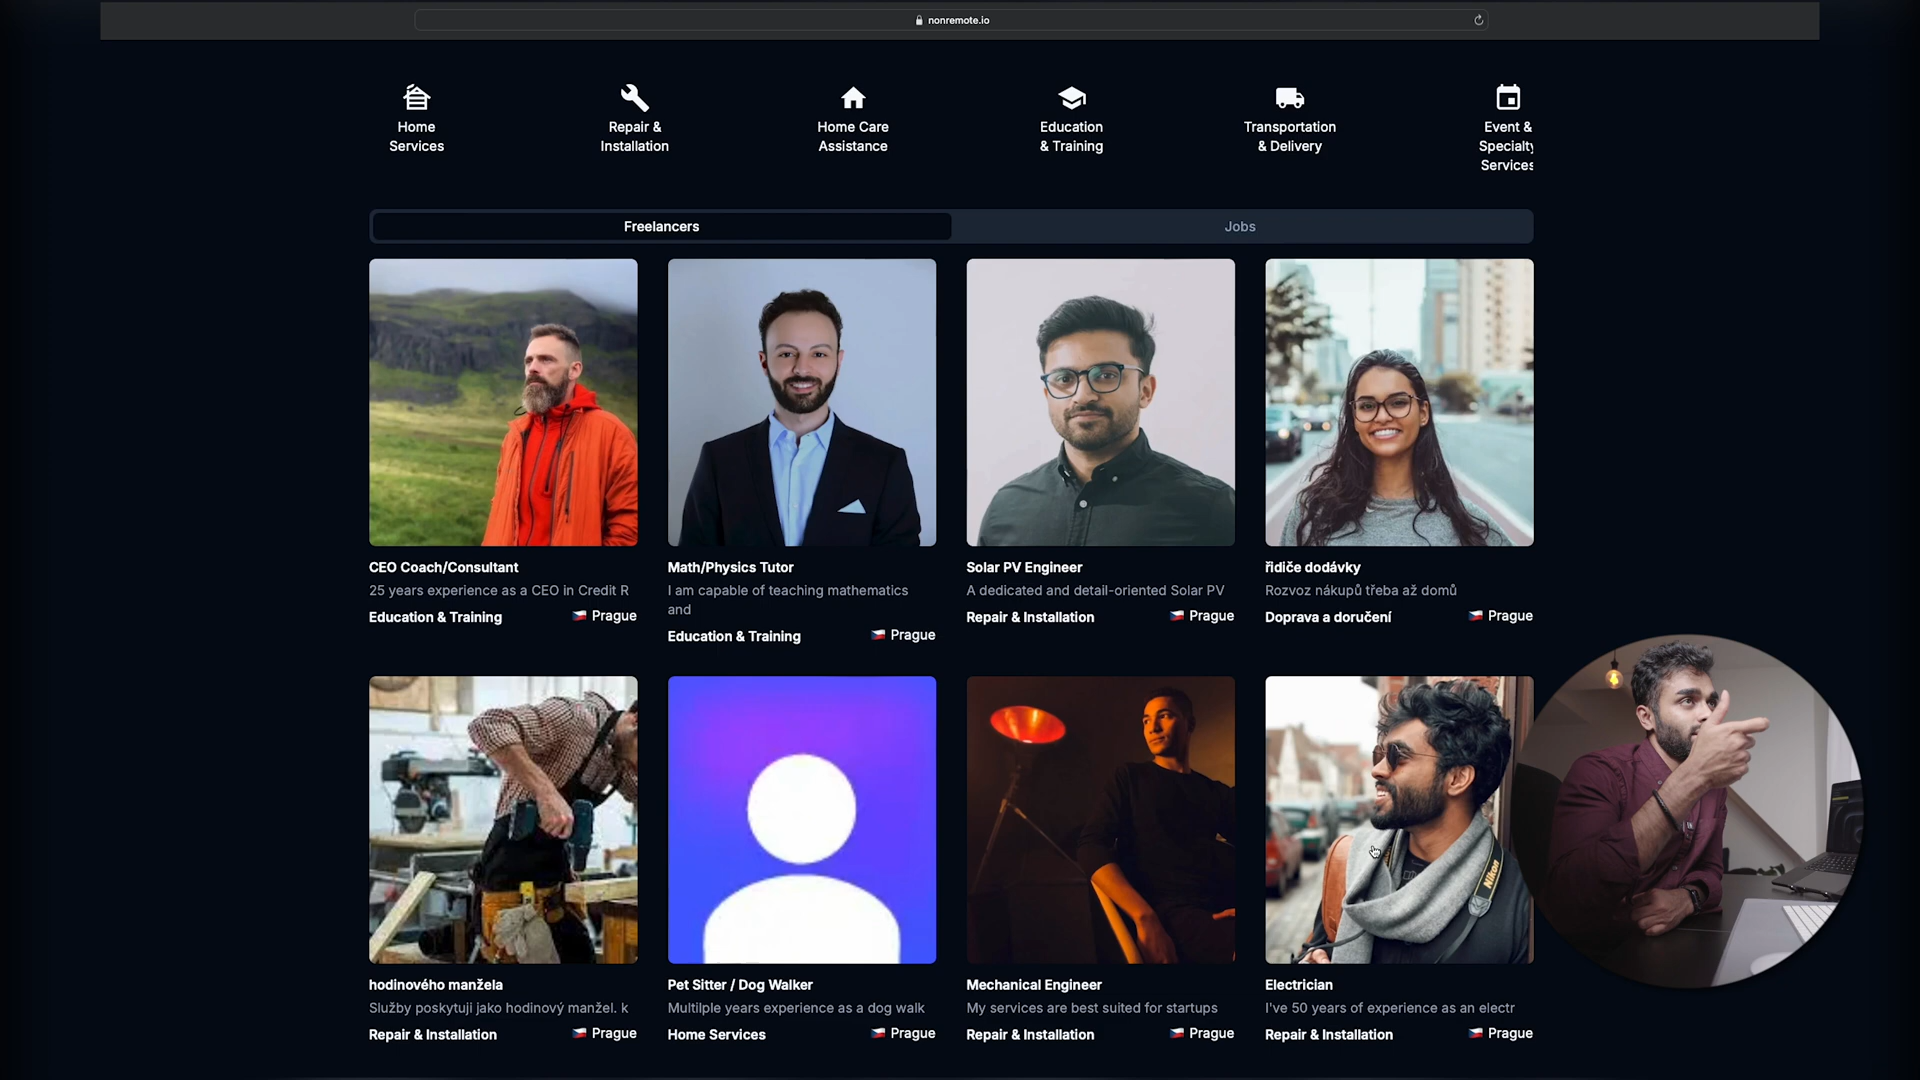 nonremote.io
Home
Services
Repair &
Installation
Home Care
Assistance
Education
& Training
Transportation
& Delivery
Event &
Specialty
Services
Freelancers
Jobs
CEO Coach/Consultant
25 years experience as a CEO in Credit R
Education & Training
Prague
Math/Physics Tutor
I am capable of teaching mathematics
and
Education & Training
Prague
Solar PV Engineer
A dedicated and detail-oriented Solar PV
Repair & Installation
Prague
řidiče dodávky
Rozvoz nákupů třeba až domů
Doprava a doručení
Prague
hodinového manžela
Služby poskytuji jako hodinový manžel. k
Repair & Installation
Prague
Pet Sitter / Dog Walker
Multilple years experience as a dog walk
Home Services
Prague
Mechanical Engineer
My services are best suited for startups
Repair & Installation
Prague
Nikon
Electrician
I've 50 years of experience as an electr
Repair & Installation
Prague